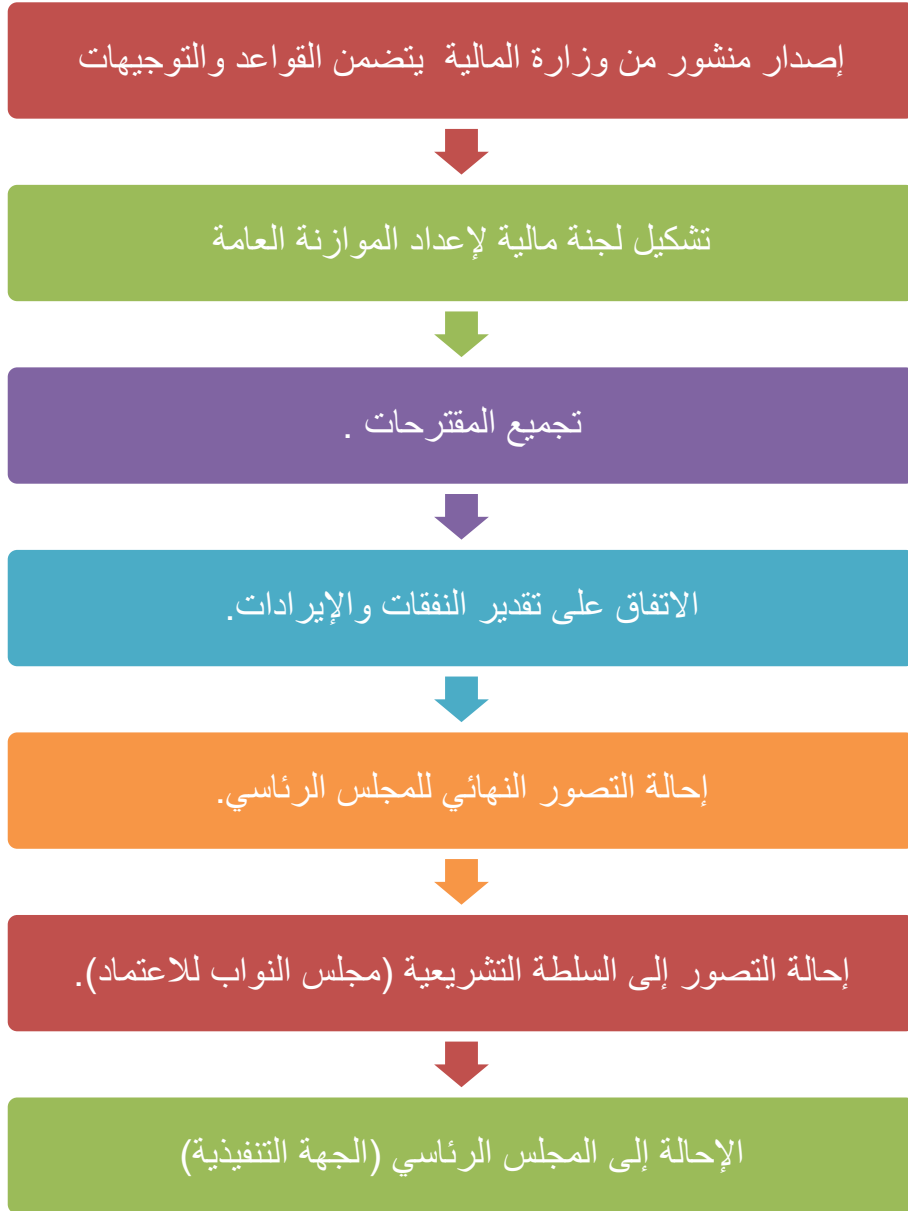 إصدار منشور من وزارة المالية يتضمن القواعد والتوجيهات
تشكيل لجنة مالية لإعداد الموازنة العامة
تجميع المقترحات .
الاتفاق على تقدير النفقات والإيرادات.
إحالة التصور النهائي للمجلس الرئاسي.
إحالة التصور إلى السلطة التشريعية (مجلس النواب للاعتماد).
الإحالة إلى المجلس الرئاسي (الجهة التنفيذية)